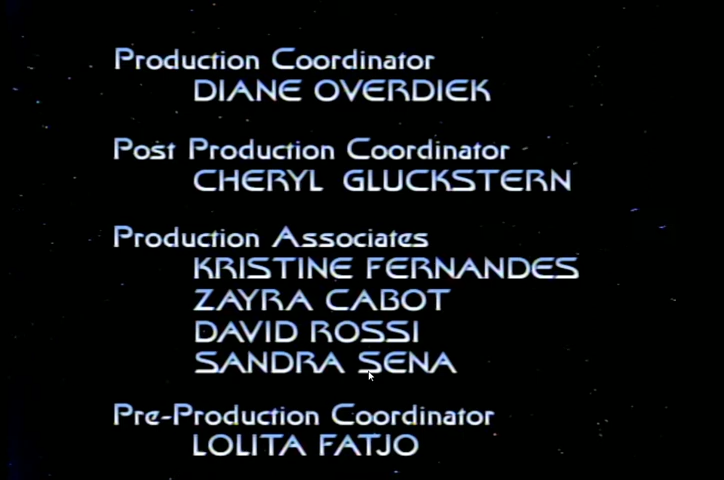 Production Coordinator
DIANE OVERDIEK
Post Production Coordinator
CHERYL GLUCKSTERN
Production Associates
KRISTINE FERNANDES
ZAYRA CABOT
DAVID ROSSI
SANDRA SENA
Pre-Production Coordinator
LOLITA FATJO